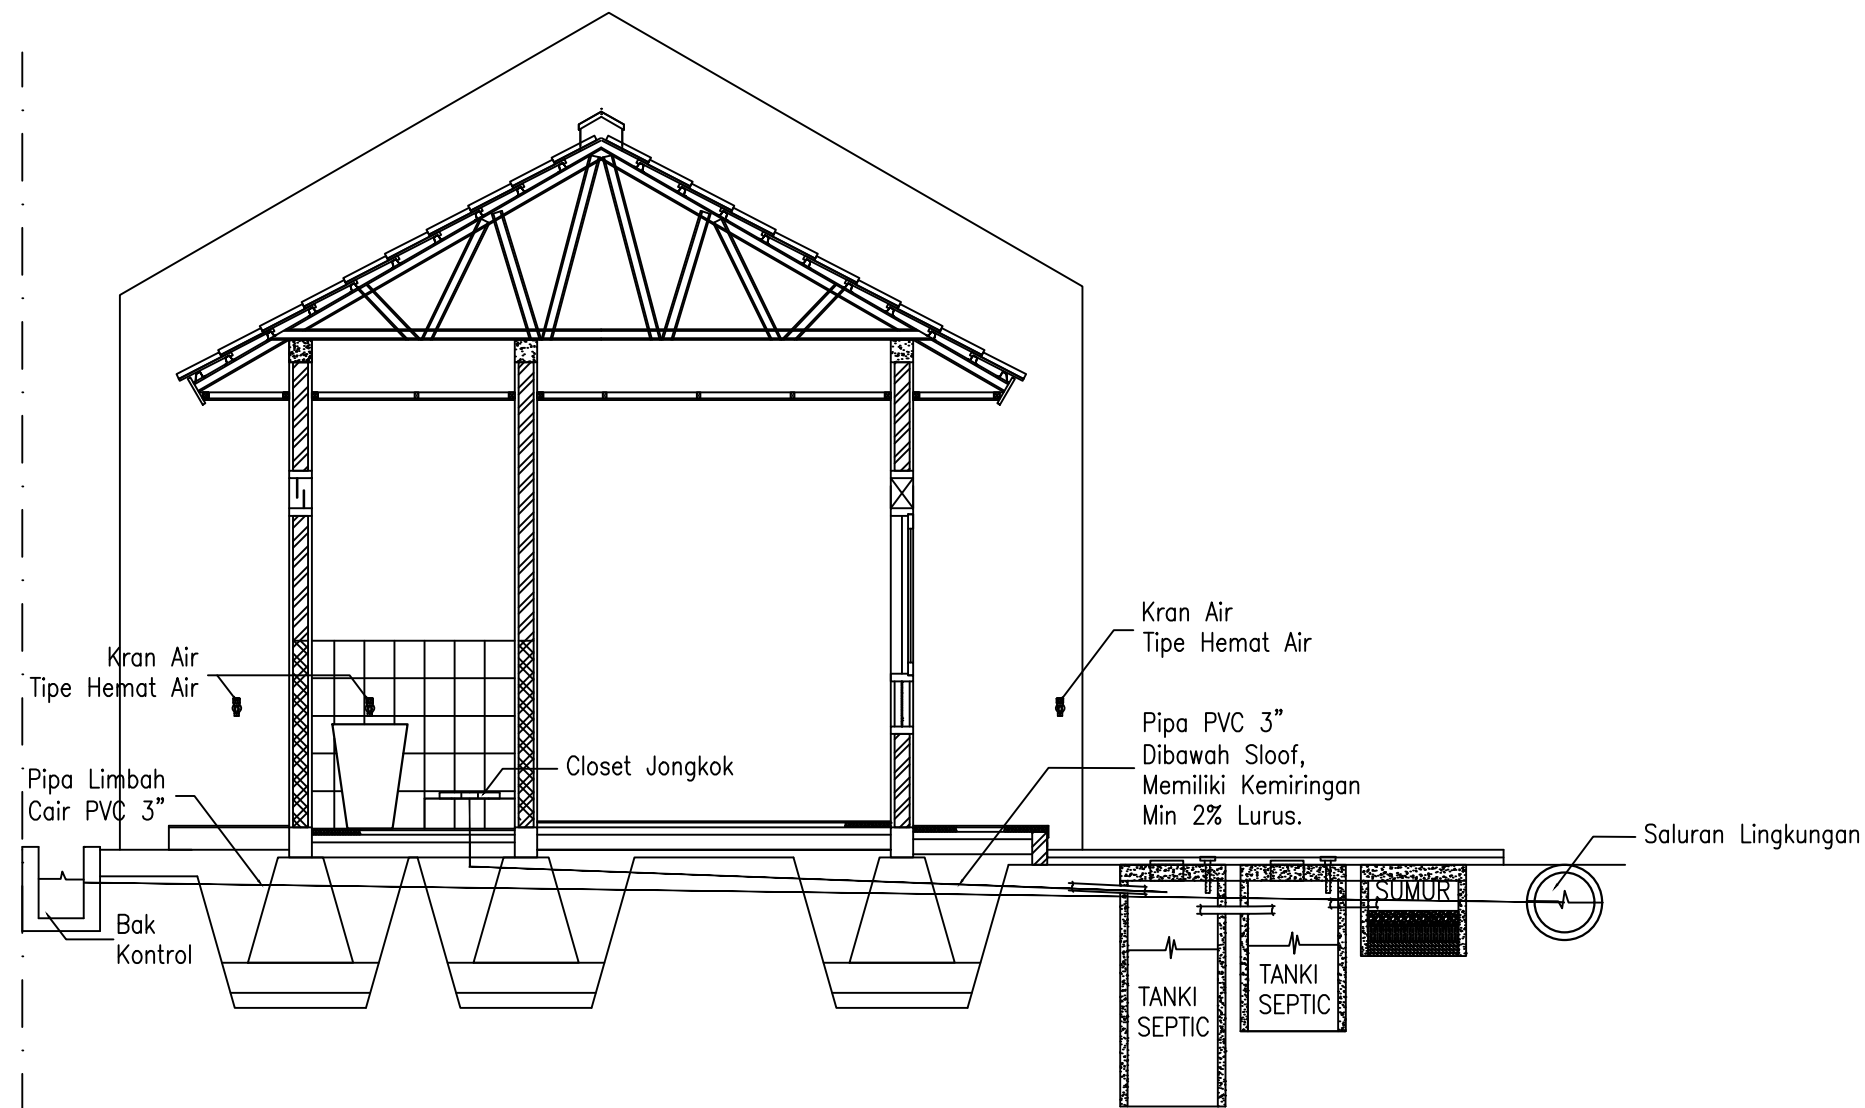 Kran Air
Tipe Hemat Air
Kran Air
Tipe Hemat Air
Pipa PVC 3”
Dibawah Sloof,
Memiliki Kemiringan
Min 2% Lurus.
Closet Jongkok
Pipa Limbah
Cair PVC 3”
Saluran Lingkungan
SUMUR
Bak
Kontrol
TANKI
SEPTIC
TANKI
SEPTIC